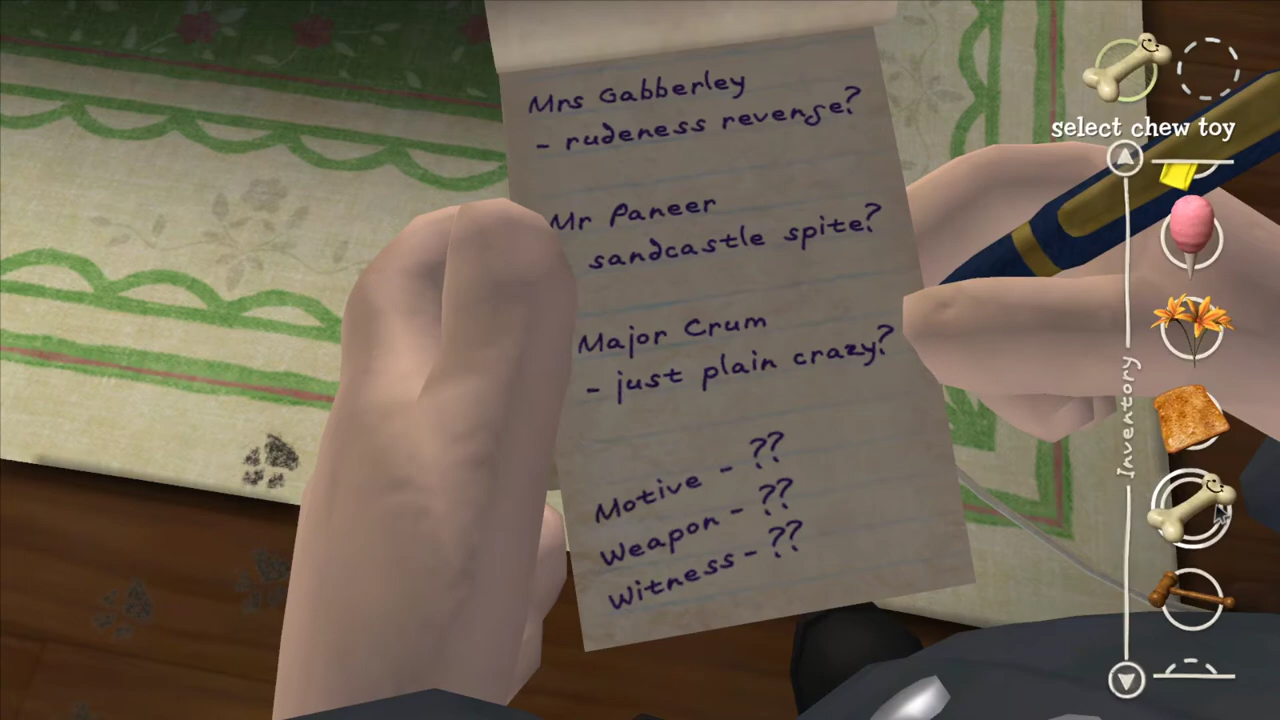 Mrs Gabberley
- rudeness revenge?
Mr Paneer
sandcastle spite?
Major Crum
- just plain crazy?
Motive - ??
Weapon - ??
Witness - ??
select chew toy
Inventory